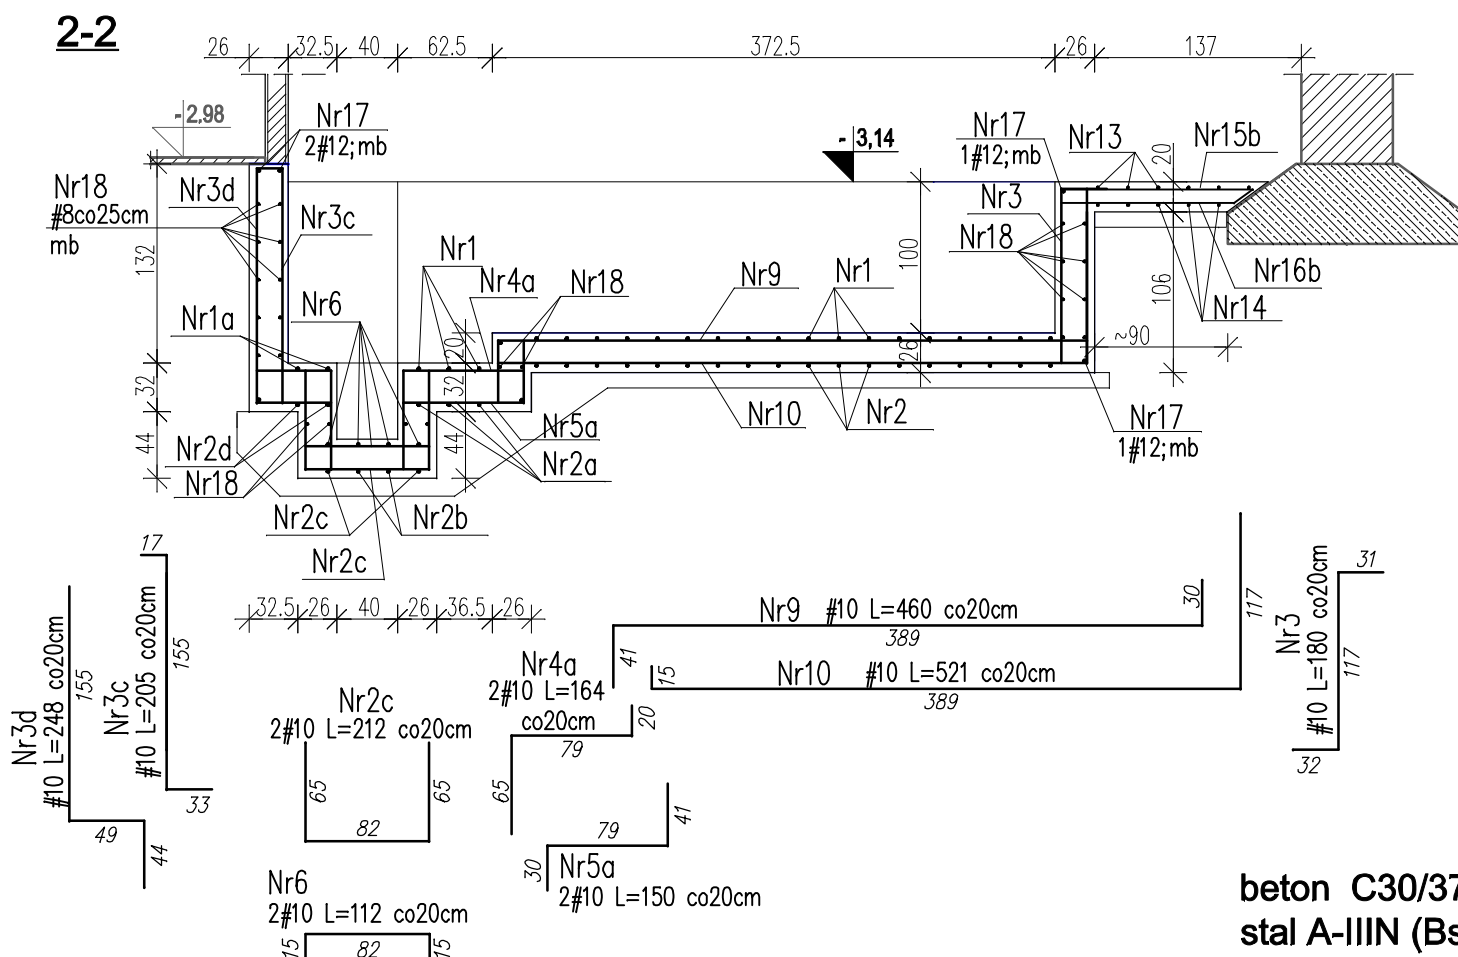 2-2
26
32.5
40
62.5
372.5
26
137
- 2,98
- 3,14
Nr17
2#12;mb
Nr17
1#12;mb
Nr13
Nr15b
20
Nr18
#8co25cm
mb
Nr3d
Nr3c
Nr3
Nr18
132
Nr1
Nr4a
Nr18
Nr9
Nr1
100
106
Nr16b
Nr14
Nr1a
Nr6
20
26
~90
32
32
44
44
Nr5a
Nr10
Nr2
Nr17
1#12;mb
Nr2d
Nr18
Nr2a
Nr2c
Nr2b
Nr2c
17
155
Nr3c
#10 L=205 co20cm
33
155
Nr3d
#10 L=248 co20cm
49
44
32.5
26
40
26
36.5
26
Nr9 #10 L=460 co20cm
30
389
41
Nr10 #10 L=521 co20cm
15
389
117
31
Nr3
#10 L=180 co20cm
117
32
Nr4a
2#10 L=164
co20cm
20
79
65
Nr2c
2#10 L=212 co20cm
65
65
82
79
41
30
Nr5a
2#10 L=150 co20cm
Nr6
2#10 L=112 co20cm
15
82
15
beton C30/37
stal A-IIIN (Bs